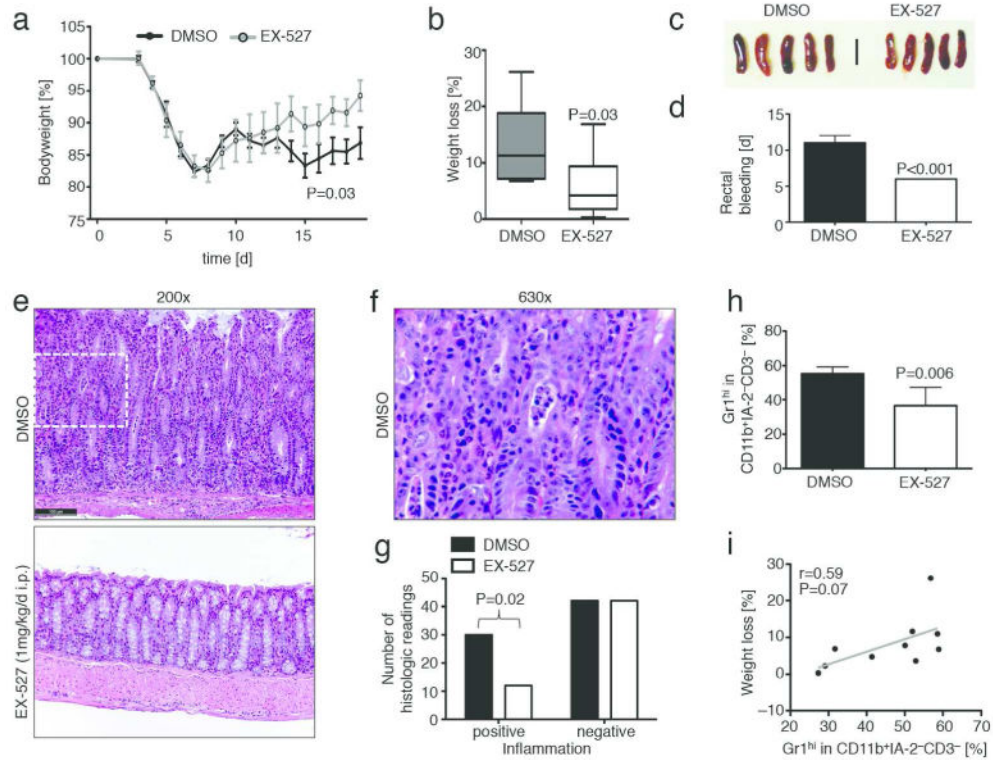 a
DMSO EX-527
Bodyweight [%]
105
100
95
90
85
80
75
0 5 10 15
time [d]
P=0.03
b
Weight loss [%]
30
20
10
0
P=0.03
DMSO EX-527
c
DMSO EX-527
d
Rectal
bleeding [d]
15
10
5
0
P<0.001
DMSO EX-527
e
200x
DMSO
EX-527 (1mg/kg/d i.p.)
f
630x
DMSO
g
DMSO
EX-527
Number of
histologic readings
50
40
30
20
10
0
P=0.02
positive negative
Inflammation
h
Gr1hi in
CD11b+IA-2−CD3− [%]
80
60
40
20
0
P=0.006
DMSO EX-527
i
r=0.59
P=0.07
Weight loss [%]
30
20
10
0
−10
20 30 40 50 60 70
Gr1hi in CD11b+IA-2−CD3− [%]